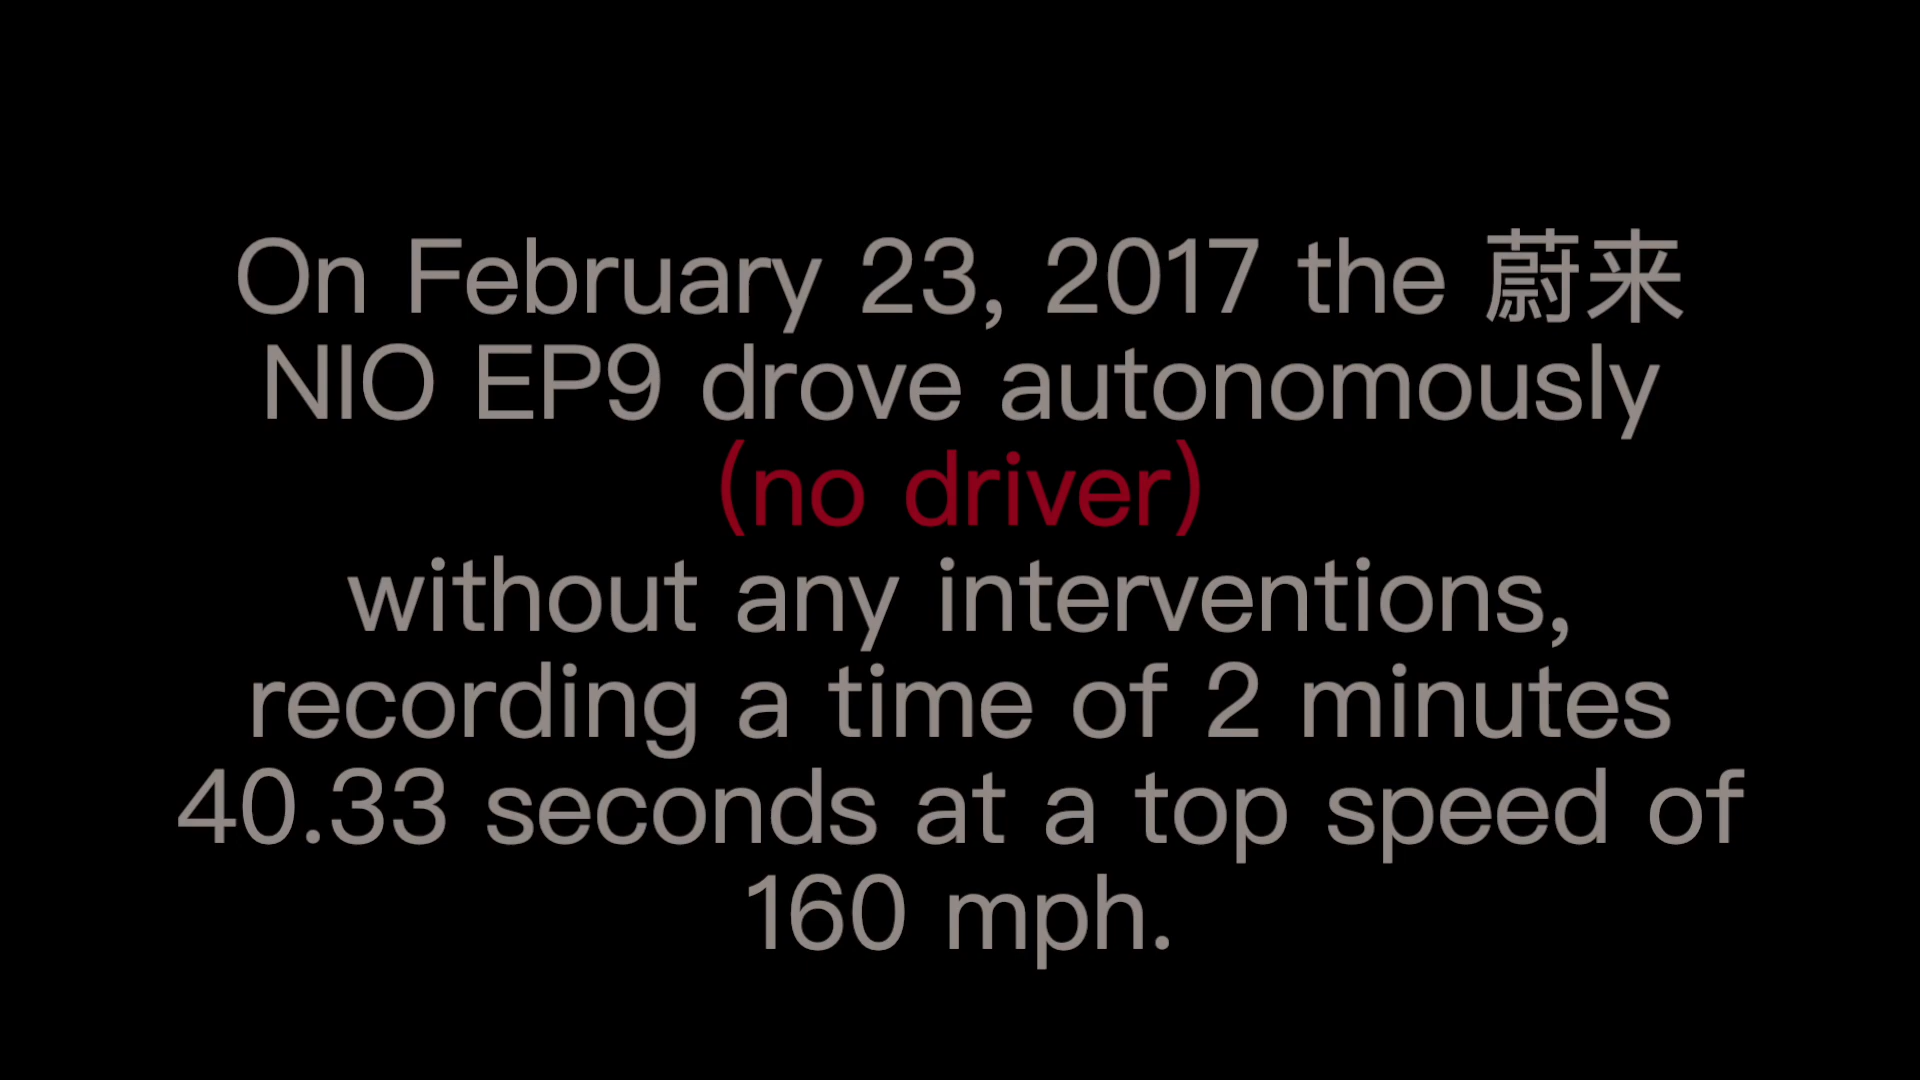 On February 23, 2017 the 蔚来
NIO EP9 drove autonomously
(no driver)
without any interventions,
recording a time of 2 minutes
40.33 seconds at a top speed of
160 mph.